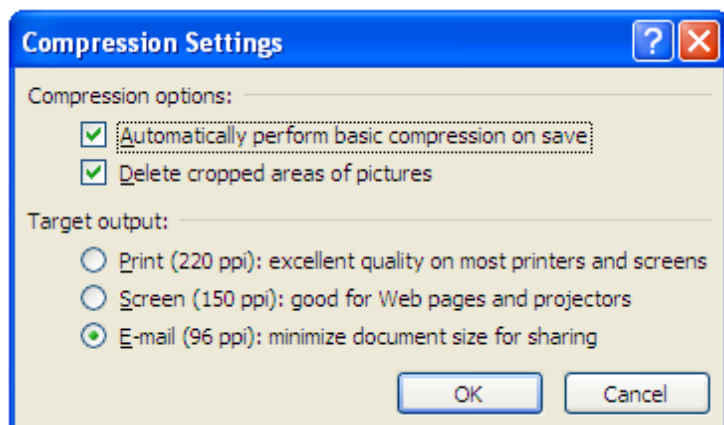 Compression Settings
Compression options:
Automatically perform basic compression on save
Delete cropped areas of pictures
Target output:
Print (220 ppi): excellent quality on most printers and screens
Screen (150 ppi): good for Web pages and projectors
E-mail (96 ppi): minimize document size for sharing
OK Cancel